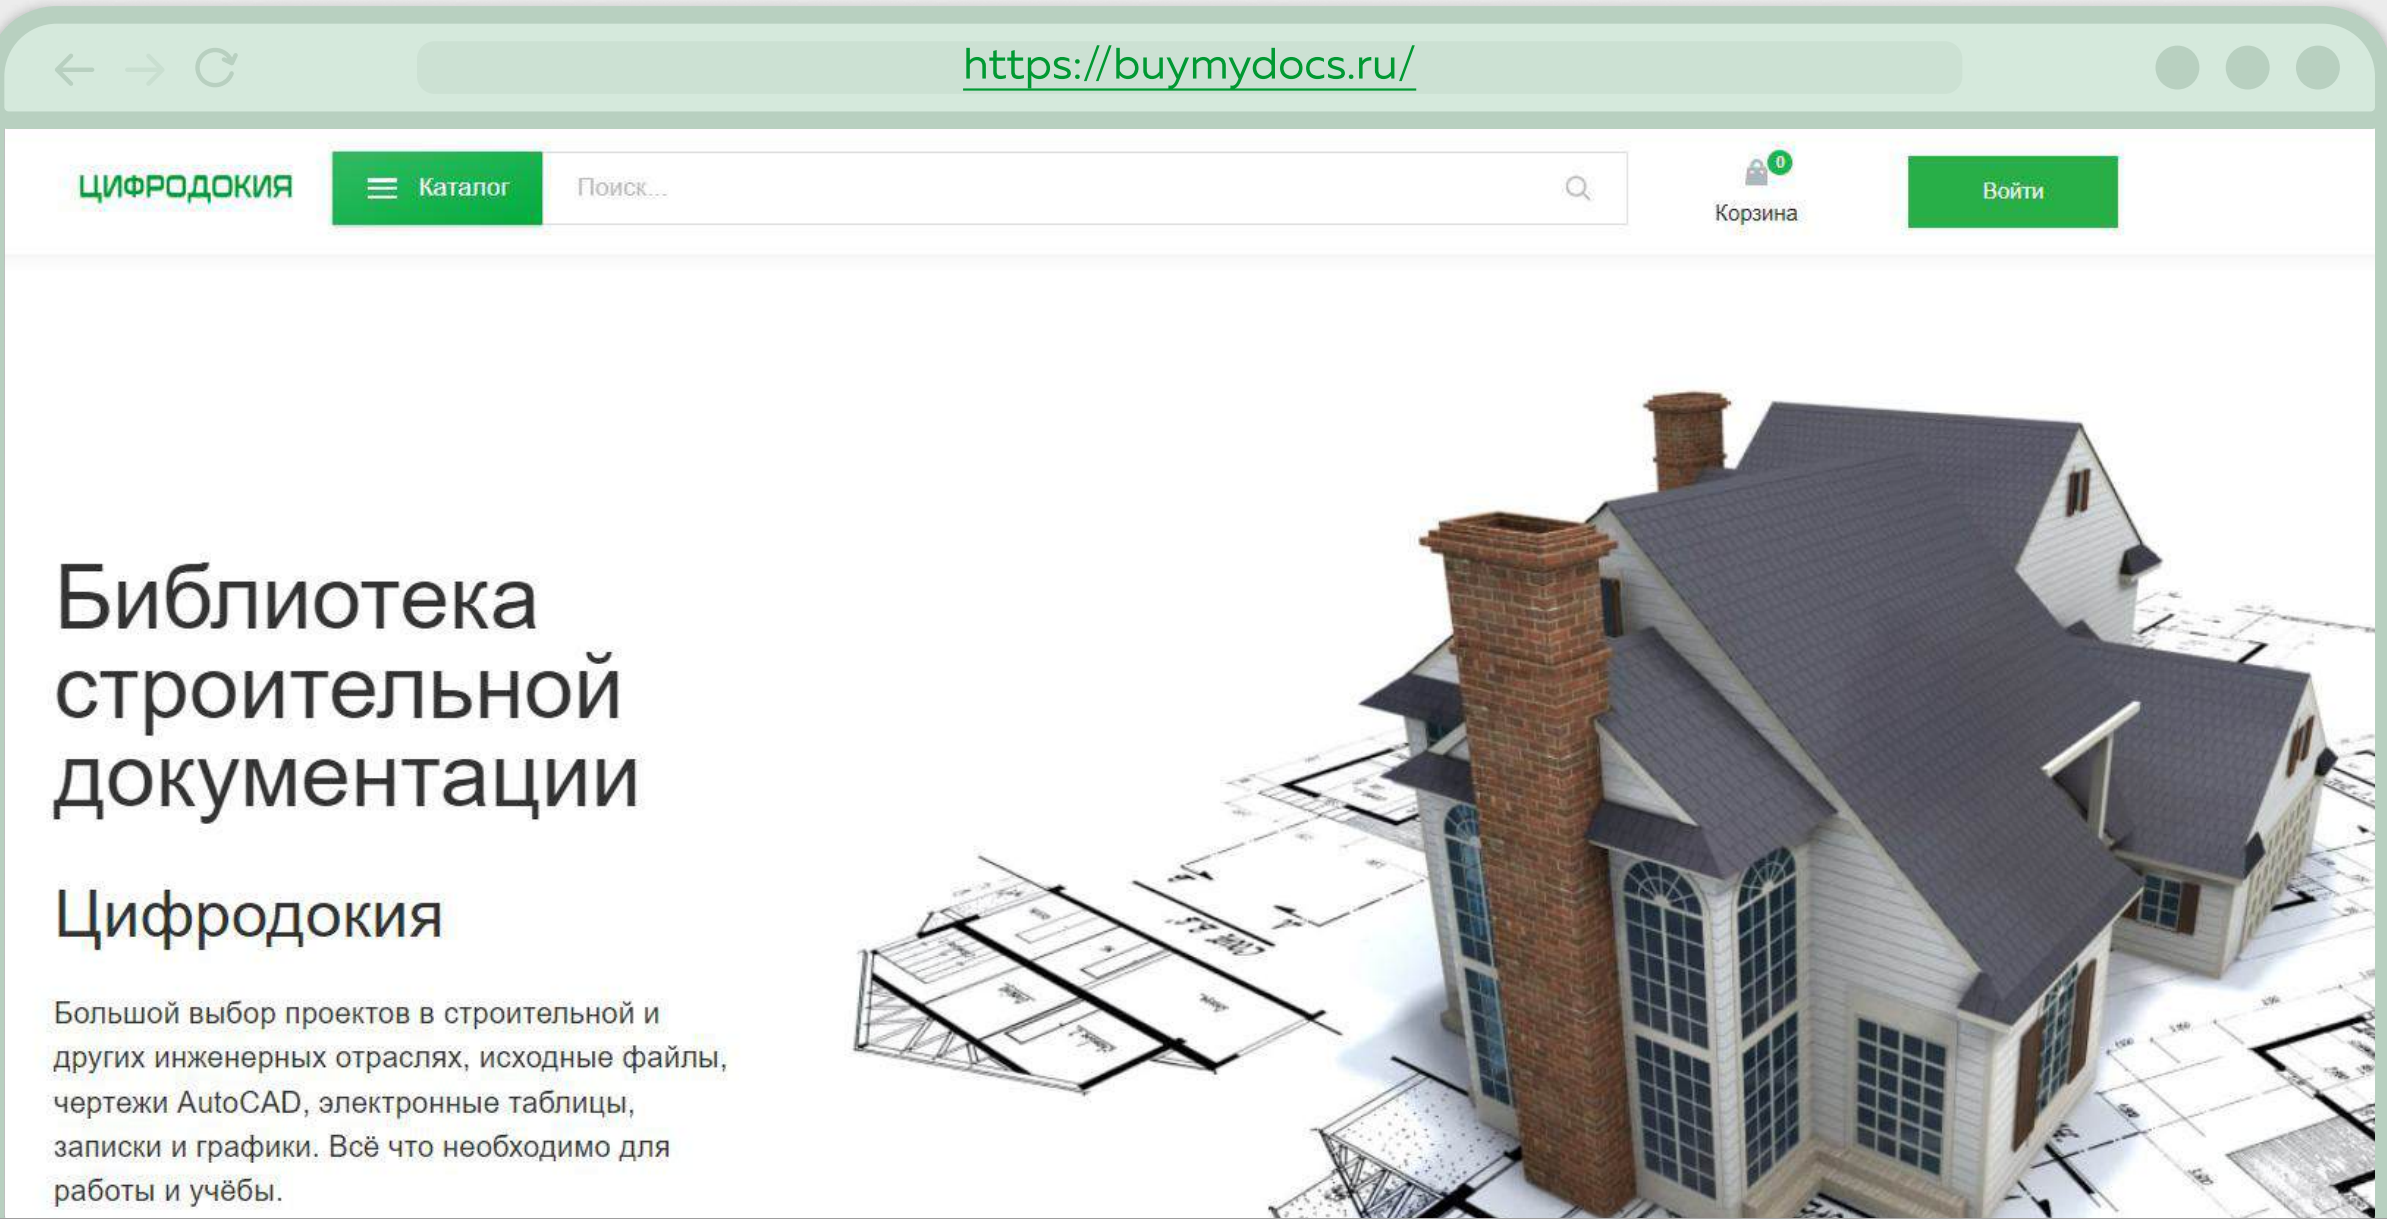 https://buymydocs.ru/
ЦИФРОДОКИЯ
Каталог
Поиск...
0
Корзина
Войти
Библиотека
строительной
документации
Цифродокия
Большой выбор проектов в строительной и
других инженерных отраслях, исходные файлы,
чертежи AutoCAD, электронные таблицы,
записки и графики. Всё что необходимо для
работы и учёбы.